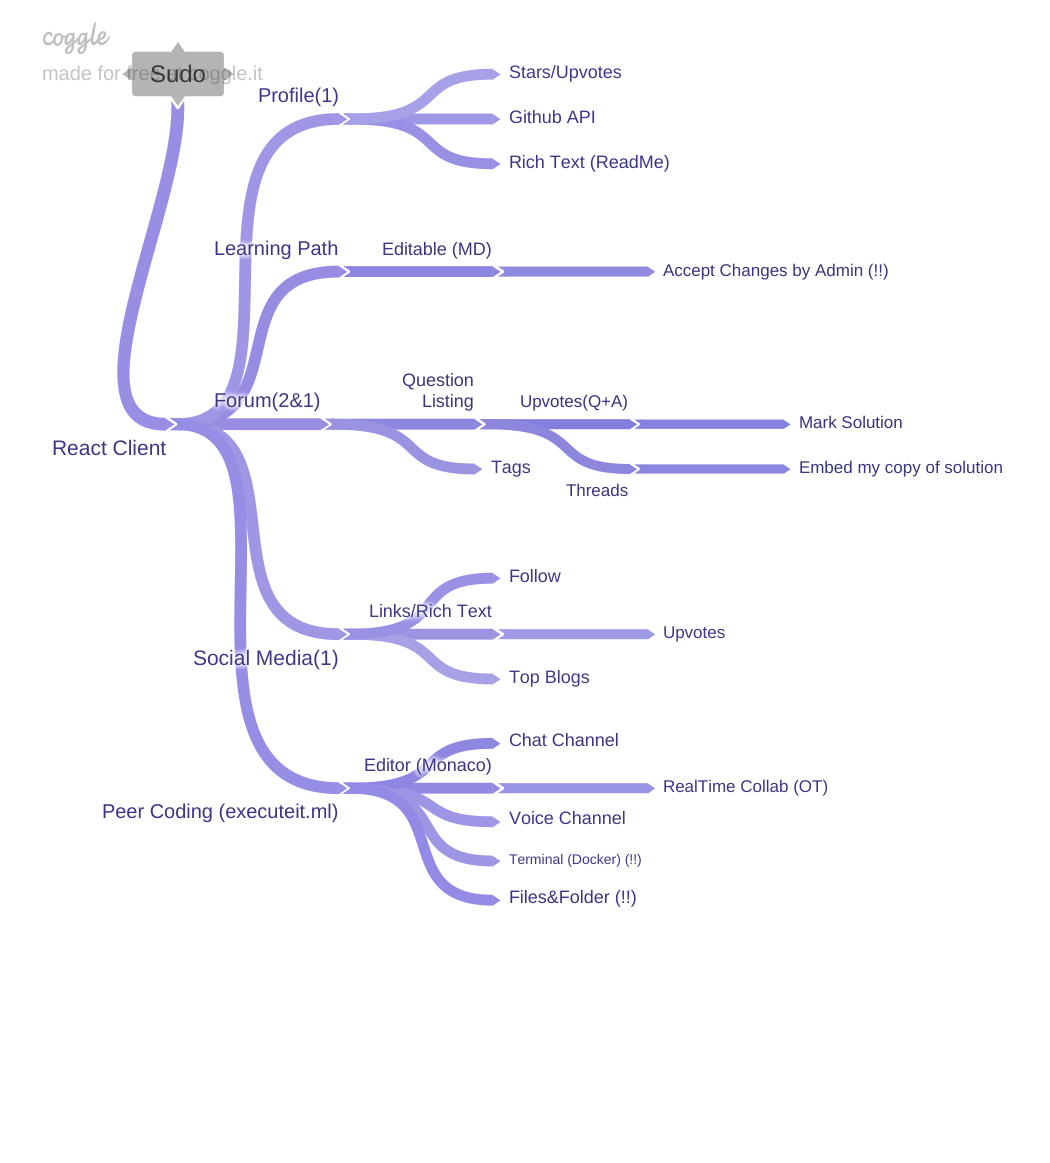 coggle
made for free at coggle.it
Sudo
Profile(1)
Stars/Upvotes
Github API
Rich Text (ReadMe)
Learning Path
Editable (MD)
Accept Changes by Admin (!!)
React Client
Forum(2&1)
Question
Listing
Upvotes(Q+A)
Mark Solution
Threads
Embed my copy of solution
Tags
Social Media(1)
Follow
Links/Rich Text
Upvotes
Top Blogs
Peer Coding (executeit.ml)
Chat Channel
Editor (Monaco)
RealTime Collab (OT)
Voice Channel
Terminal (Docker) (!!)
Files&Folder (!!)